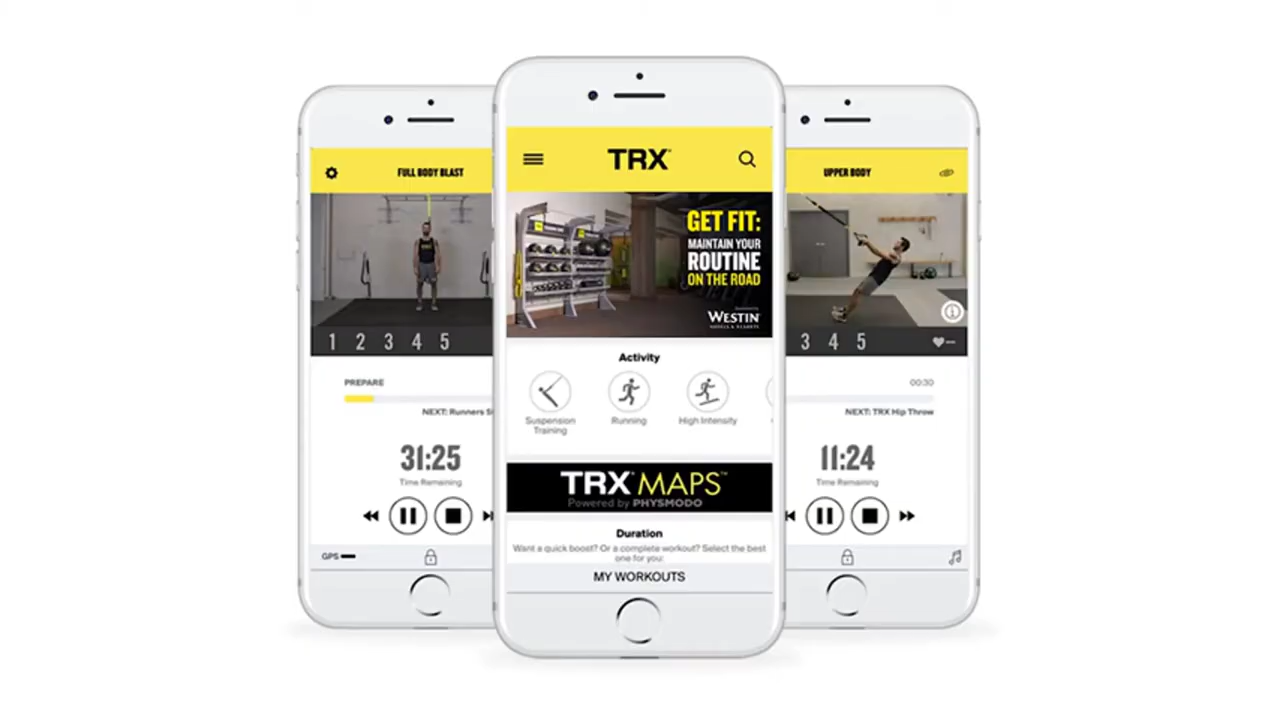 FULL BODY BLAST
1 2 3 4 5
PREPARE
NEXT: Runners S
31:25
Time Remaining
GPS
TRX
GET FIT:
MAINTAIN YOUR
ROUTINE
ON THE ROAD
WESTIN
HOTELS & RESORTS
Activity
Suspension
Training
Running
High Intensity
TRX MAPS™
Powered by PHYSMODO
Duration
Want a quick boost? Or a complete workout? Select the best
one for you:
MY WORKOUTS
UPPER BODY
3 4 5
00:30
NEXT: TRX Hip Throw
11:24
Time Remaining